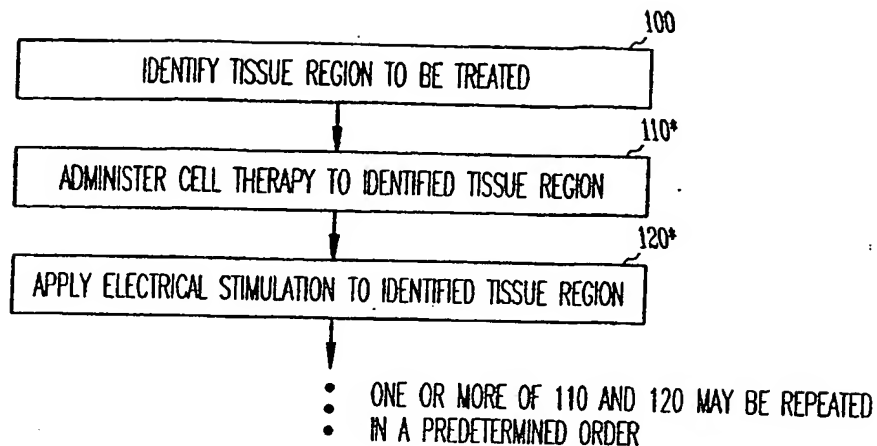 100
IDENTIFY TISSUE REGION TO BE TREATED
110*
ADMINISTER CELL THERAPY TO IDENTIFIED TISSUE REGION
120*
APPLY ELECTRICAL STIMULATION TO IDENTIFIED TISSUE REGION
ONE OR MORE OF 110 AND 120 MAY BE REPEATED
IN A PREDETERMINED ORDER